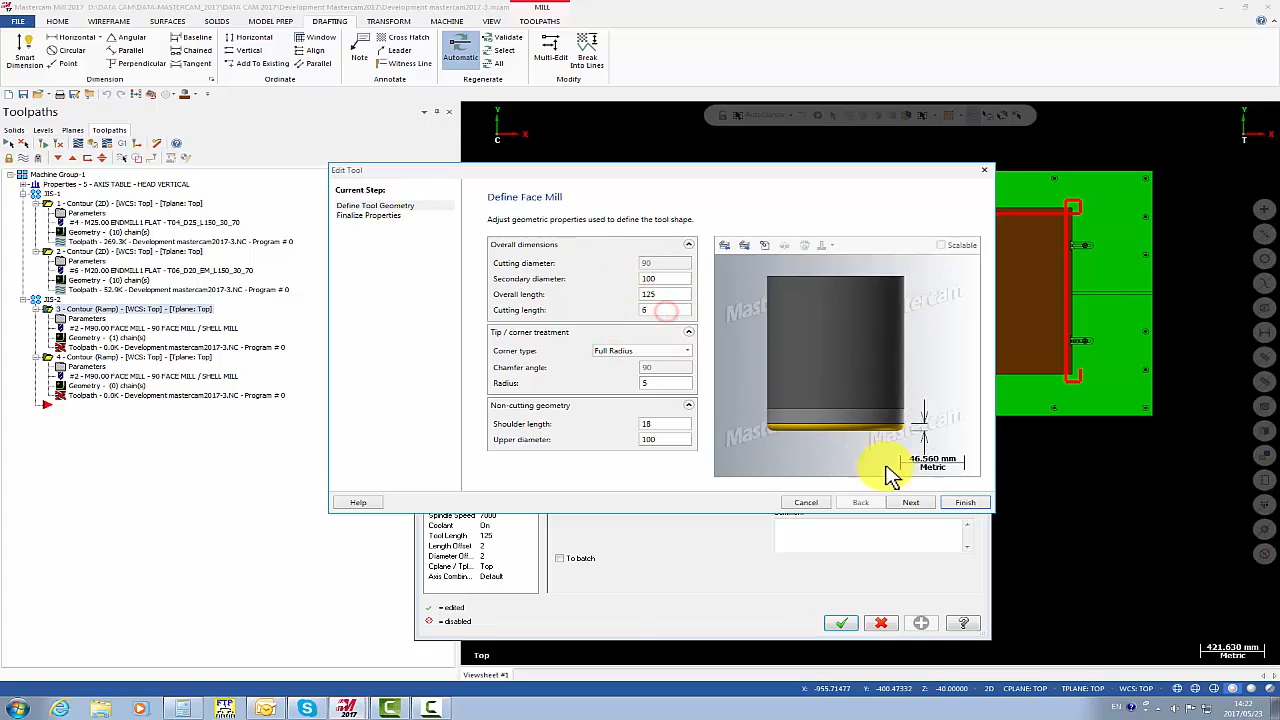 Mastercam Mill 2017 D:\DATA CAM\2017\Development Mastercam_2017\DATA CAM 2017\Development mastercam2017-3.mcam
MILL
FILE HOME WIREFRAME SURFACES SOLIDS MODEL PREP DRAFTING TRANSFORM MACHINE VIEW TOOLPATHS
Smart Dimension
Horizontal Angular Baseline
Circular Parallel Chained
Point Perpendicular Tangent
Dimension
Horizontal Window
Vertical Align
Add To Existing Parallel
Ordinate
Note
Cross Hatch
Leader
Witness Line
Annotate
Automatic
Validate
Select
All
Regenerate
Multi-Edit
Break Into Lines
Modify
Toolpaths
Solids Levels Planes Toolpaths
G1
AutoCursor
Y
X
C
Y
X
T
Machine Group-1
Properties - 5 - AXIS TABLE - HEAD VERTICAL
JIS-1
1 - Contour (2D) - [WCS: Top] - [Tplane: Top]
Parameters
#4 - M25.00 ENDMILL1 FLAT - T04_D25_L150_30_70
Geometry - (10) chain(s)
Toolpath - 269.3K - Development mastercam2017-3.NC - Program # 0
2 - Contour (2D) - [WCS: Top] - [Tplane: Top]
Parameters
#6 - M20.00 ENDMILL1 FLAT - T06_D20_EM_L150_30_70
Geometry - (10) chain(s)
Toolpath - 52.9K - Development mastercam2017-3.NC - Program # 0
JIS-2
3 - Contour (Ramp) - [WCS: Top] - [Tplane: Top]
Parameters
#2 - M90.00 FACE MILL - 90 FACE MILL / SHELL MILL
Geometry - (1) chain(s)
Toolpath - 0.0K - Development mastercam2017-3.NC - Program # 0
4 - Contour (Ramp) - [WCS: Top] - [Tplane: Top]
Parameters
#2 - M90.00 FACE MILL - 90 FACE MILL / SHELL MILL
Geometry - (0) chain(s)
Toolpath - 0.0K - Development mastercam2017-3.NC - Program # 0
Edit Tool
Current Step:
Define Tool Geometry
Finalize Properties
Define Face Mill
Adjust geometric properties used to define the tool shape.
Overall dimensions
Cutting diameter: 90
Secondary diameter: 100
Overall length: 125
Cutting length: 6
Tip / corner treatment
Corner type: Full Radius
Chamfer angle: 90
Radius: 5
Non-cutting geometry
Shoulder length: 18
Upper diameter: 100
Scalable
46.560 mm
Metric
Help Cancel Back Next Finish
Spindle Speed 7000
Coolant On
Tool Length 125
Length Offset 2
Diameter Off... 2
Cplane / Tpl... Top
Axis Combin... Default
To batch
= edited
= disabled
Top
421.630 mm
Metric
Viewsheet #1
X: -955.71477 Y: -400.47332 Z: -40.00000 2D CPLANE: TOP TPLANE: TOP WCS: TOP
FTP
2017
EN
14:22
2017/05/23